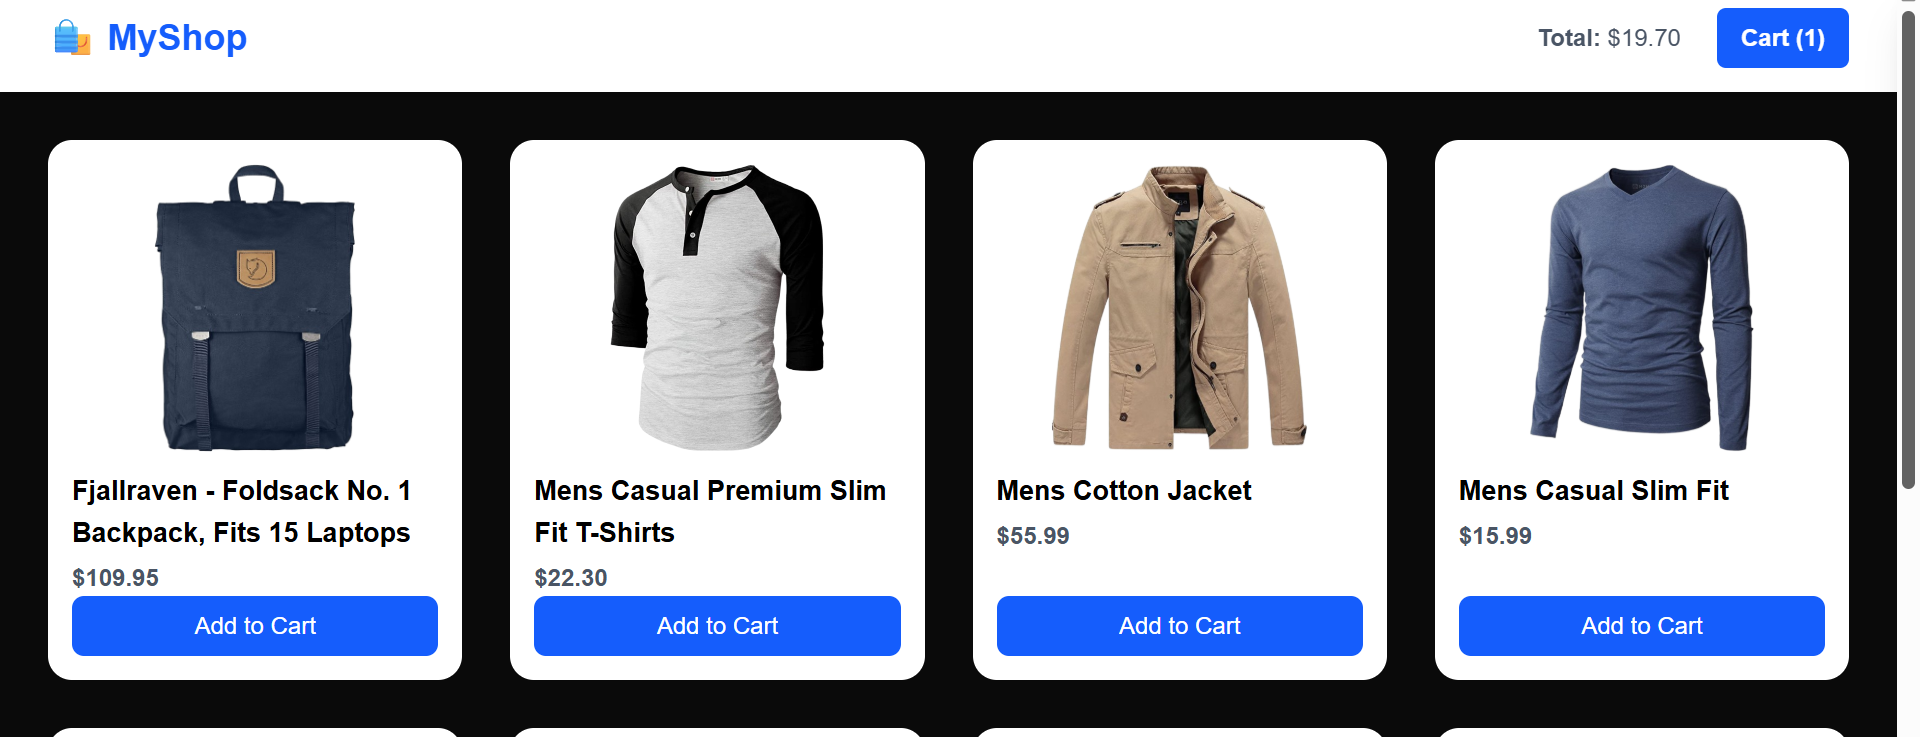 MyShop
Total: $19.70
Cart (1)
Fjallraven - Foldsack No. 1
Backpack, Fits 15 Laptops
$109.95
Add to Cart
Mens Casual Premium Slim
Fit T-Shirts
$22.30
Add to Cart
Mens Cotton Jacket
$55.99
Add to Cart
Mens Casual Slim Fit
$15.99
Add to Cart